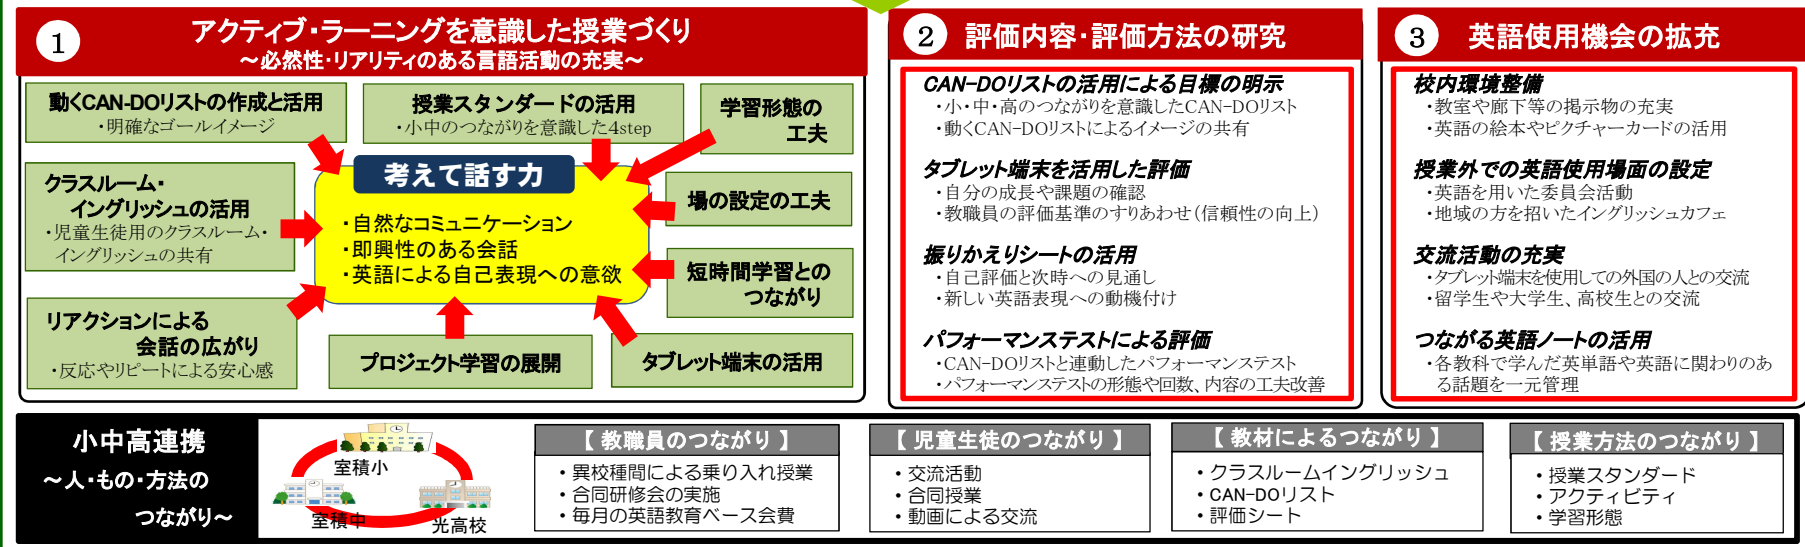 1
アクティブ・ラーニングを意識した授業づくり
～必然性・リアリティのある言語活動の充実～
動くCAN-DOリストの作成と活用
・明確なゴールイメージ
授業スタンダードの活用
・小中のつながりを意識した4step
学習形態の
工夫
クラスルーム・
イングリッシュの活用
・児童生徒用のクラスルーム・
イングリッシュの共有
考えて話す力
・自然なコミュニケーション
・即興性のある会話
・英語による自己表現への意欲
場の設定の工夫
短時間学習との
つながり
リアクションによる
会話の広がり
・反応やリピートによる安心感
プロジェクト学習の展開
タブレット端末の活用
2
評価内容・評価方法の研究
CAN-DOリストの活用による目標の明示
・小・中・高のつながりを意識したCAN-DOリスト
・動くCAN-DOリストによるイメージの共有
タブレット端末を活用した評価
・自分の成長や課題の確認
・教職員の評価基準のすりあわせ(信頼性の向上)
振りかえりシートの活用
・自己評価と次時への見通し
・新しい英語表現への動機付け
パフォーマンステストによる評価
・CAN-DOリストと連動したパフォーマンステスト
・パフォーマンステストの形態や回数、内容の工夫改善
3
英語使用機会の拡充
校内環境整備
・教室や廊下等の掲示物の充実
・英語の絵本やピクチャーカードの活用
授業外での英語使用場面の設定
・英語を用いた委員会活動
・地域の方を招いたイングリッシュカフェ
交流活動の充実
・タブレット端末を使用しての外国の人との交流
・留学生や大学生、高校生との交流
つながる英語ノートの活用
・各教科で学んだ英単語や英語に関わりのあ
る話題を一元管理
小中高連携
～人・もの・方法の
つながり～
室積小
室積中
光高校
【 教職員のつながり 】
・異校種間による乗り入れ授業
・合同研修会の実施
・毎月の英語教育ベース会費
【 児童生徒のつながり 】
・交流活動
・合同授業
・動画による交流
【 教材によるつながり 】
・クラスルームイングリッシュ
・CAN-DOリスト
・評価シート
【 授業方法のつながり 】
・授業スタンダード
・アクティビティ
・学習形態